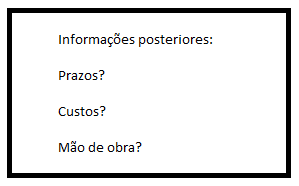 Informações posteriores:
Prazos?
Custos?
Mão de obra?